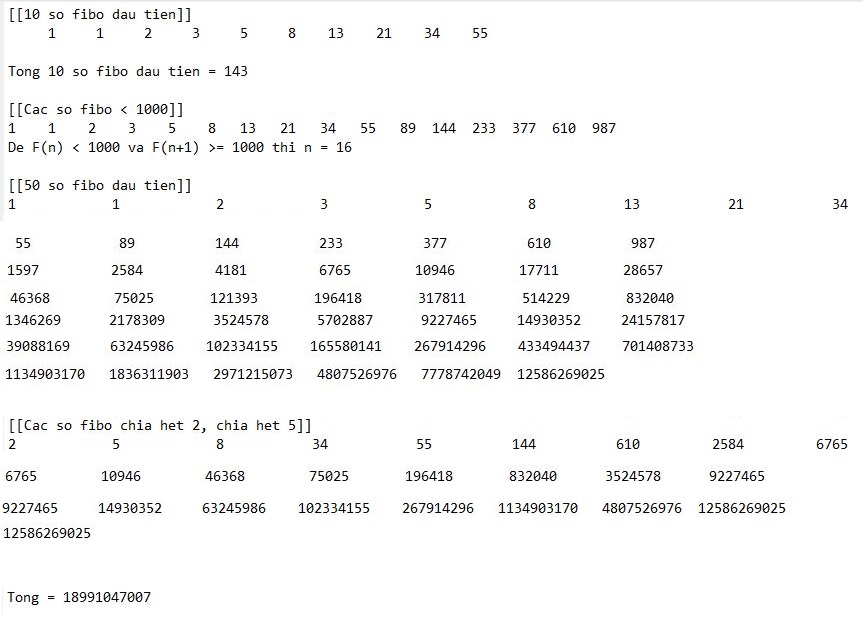 [[10 so fibo dau tien]]
1 1 2 3 5 8 13 21 34 55
Tong 10 so fibo dau tien = 143
[[Cac so fibo < 1000]]
1 1 2 3 5 8 13 21 34 55 89 144 233 377 610 987
De F(n) < 1000 va F(n+1) >= 1000 thi n = 16
[[50 so fibo dau tien]]
1 1 2 3 5 8 13 21 34
55 89 144 233 377 610 987
1597 2584 4181 6765 10946 17711 28657
46368 75025 121393 196418 317811 514229 832040
1346269 2178309 3524578 5702887 9227465 14930352 24157817
39088169 63245986 102334155 165580141 267914296 433494437 701408733
1134903170 1836311903 2971215073 4807526976 7778742049 12586269025
[[Cac so fibo chia het 2, chia het 5]]
2 5 8 34 55 144 610 2584 6765
6765 10946 46368 75025 196418 832040 3524578 9227465
9227465 14930352 63245986 102334155 267914296 1134903170 4807526976 12586269025
12586269025
Tong = 18991047007